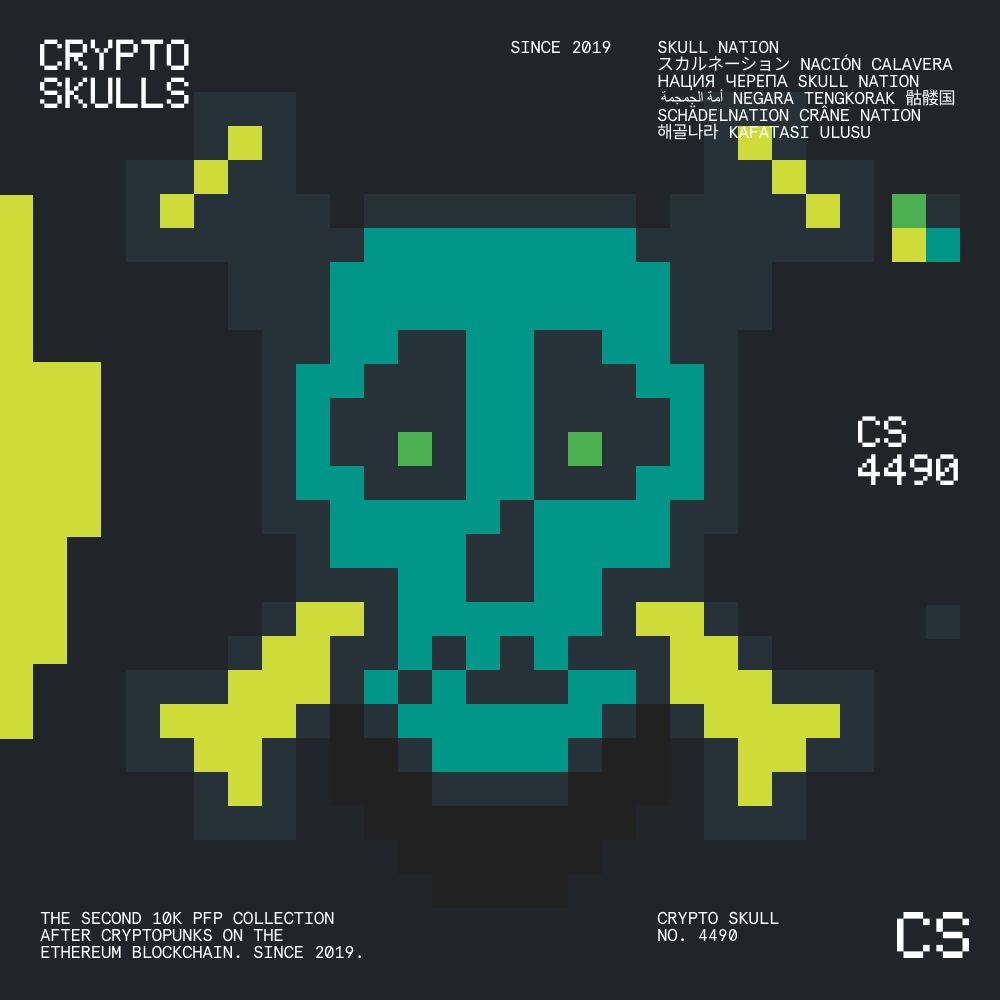 CRYPTO
SKULLS
SINCE 2019
SKULL NATION
スカルネーション NACIÓN CALAVERA
НАЦИЯ ЧЕРЕПА SKULL NATION
أمة الجمجمة NEGARA TENGKORAK 骷髅国
SCHÄDELNATION CRÂNE NATION
해골나라 KAFATASI ULUSU
CS
4490
THE SECOND 10K PFP COLLECTION
AFTER CRYPTOPUNKS ON THE
ETHEREUM BLOCKCHAIN. SINCE 2019.
CRYPTO SKULL
NO. 4490
CS